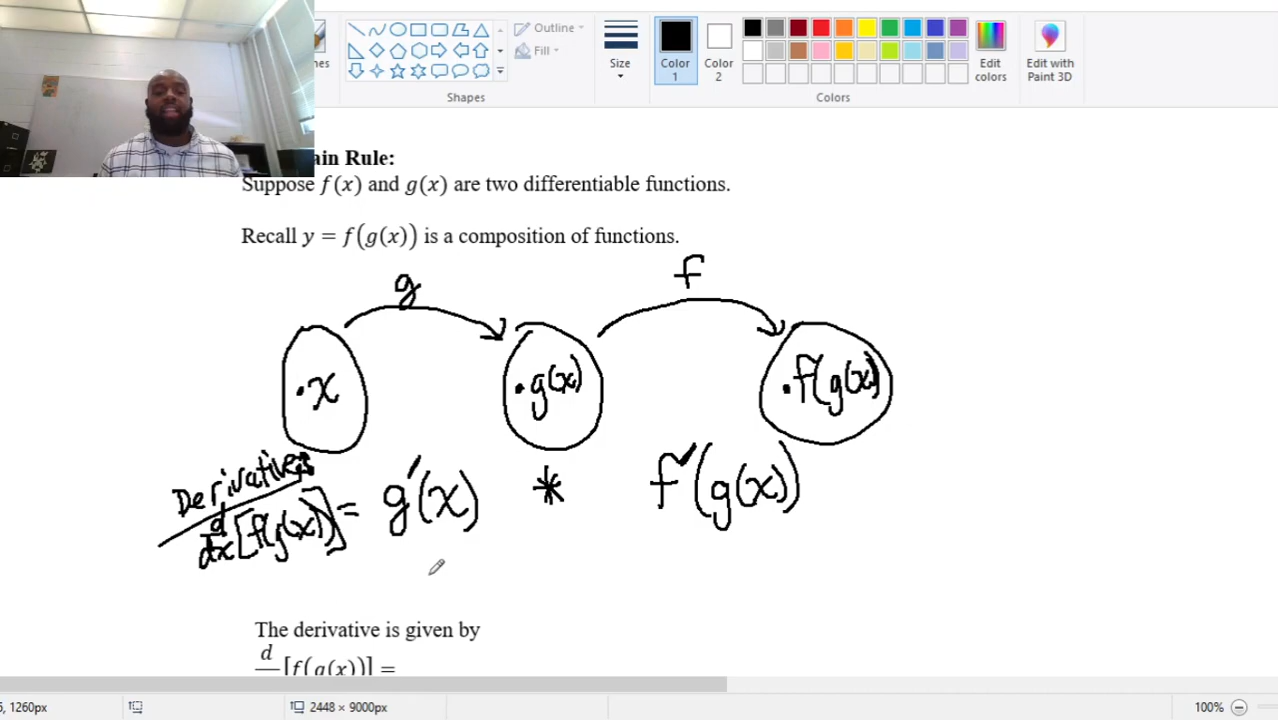 Outline
Fill
Size
Color 1
Color 2
Edit colors
Edit with Paint 3D
Shapes
Colors
ain Rule:
Suppose f(x) and g(x) are two differentiable functions.
Recall y = f(g(x)) is a composition of functions.
g
f
·x
·g(x)
·f(g(x))
Derivatives
d/dx [f(g(x))] = g′(x) * f′(g(x))
The derivative is given by
d
[f(g(x))] =
, 1260px
2448 × 9000px
100%